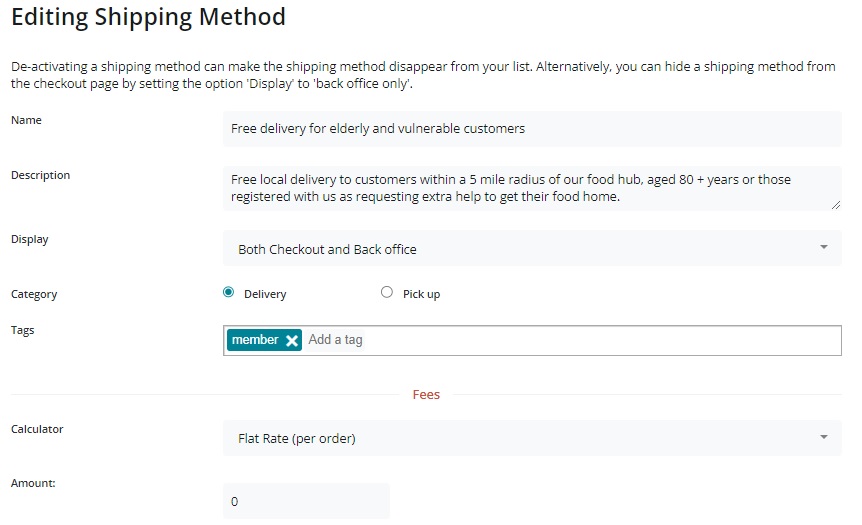 Editing Shipping Method
De-activating a shipping method can make the shipping method disappear from your list. Alternatively, you can hide a shipping method from
the checkout page by setting the option 'Display' to 'back office only'.
Name
Free delivery for elderly and vulnerable customers
Description
Free local delivery to customers within a 5 mile radius of our food hub, aged 80 + years or those
registered with us as requesting extra help to get their food home.
Display
Both Checkout and Back office
Category
Delivery
Pick up
Tags
member
Add a tag
Fees
Calculator
Flat Rate (per order)
Amount:
0